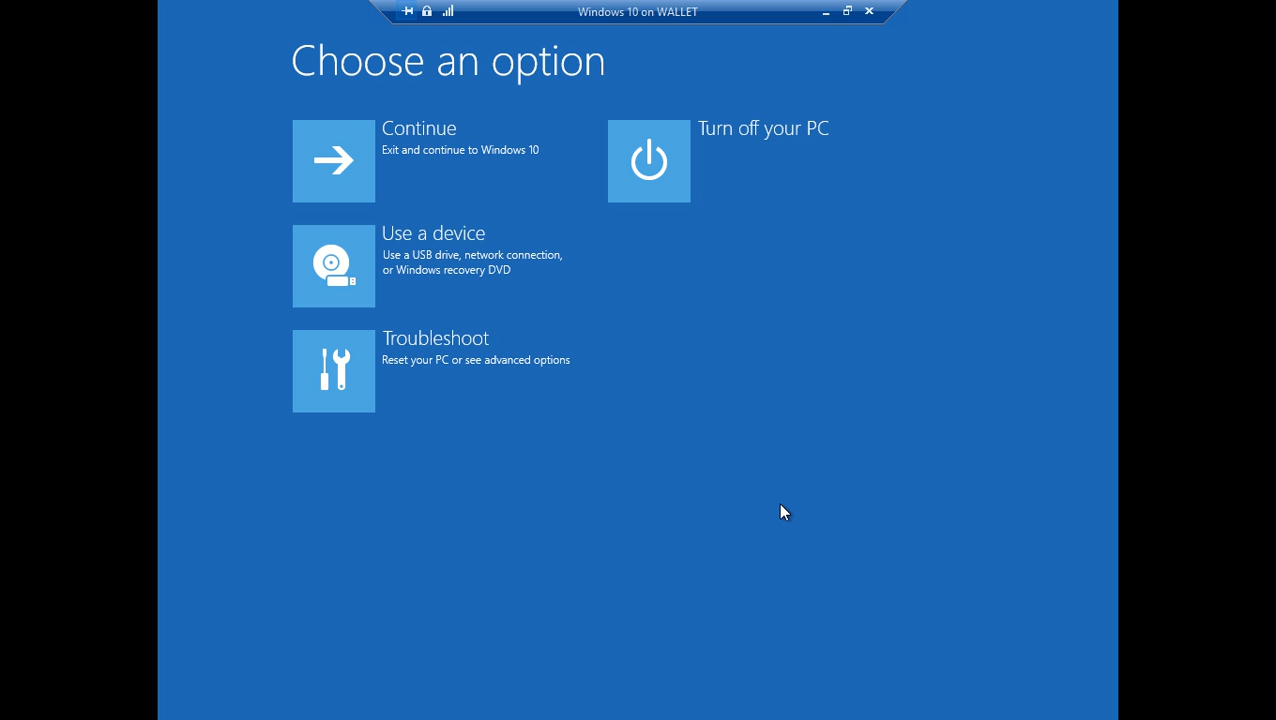 Windows 10 on WALLET
Choose an option
Continue
Exit and continue to Windows 10
Turn off your PC
Use a device
Use a USB drive, network connection,
or Windows recovery DVD
Troubleshoot
Reset your PC or see advanced options